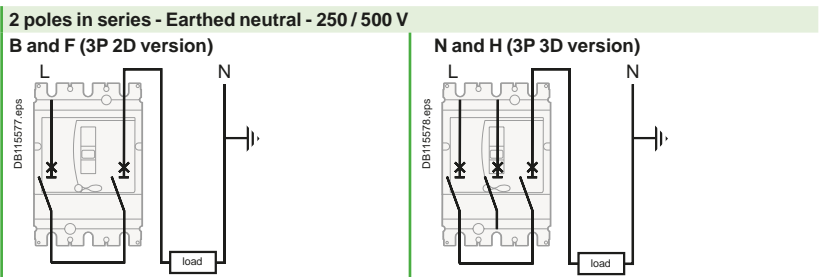 2 poles in series - Earthed neutral - 250 / 500 V
B and F (3P 2D version)
L
N
DB115577.eps
load
N and H (3P 3D version)
L
N
DB115578.eps
load